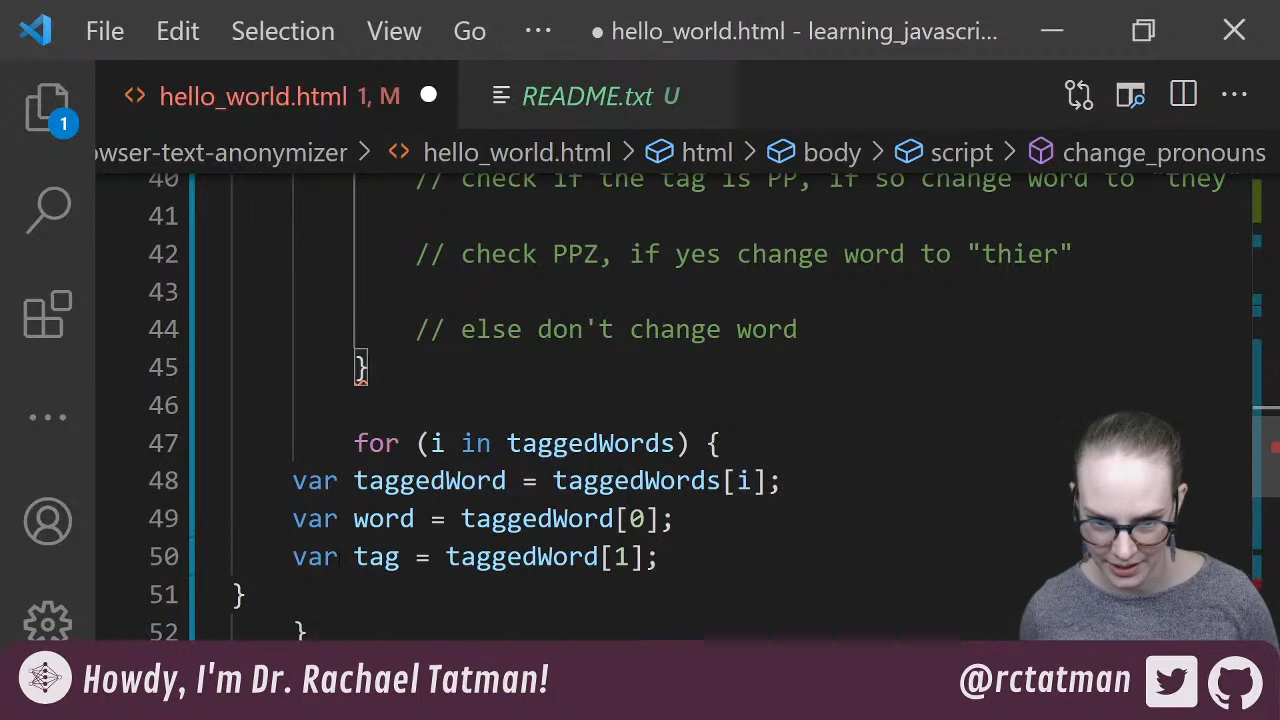 File Edit Selection View Go ··· ● hello_world.html - learning_javascri...
hello_world.html 1, M ● README.txt U
owser-text-anonymizer > hello_world.html > html > body > script > change_pronouns
1
40 // check if the tag is PP, if so change word to "they"
41
42 // check PPZ, if yes change word to "thier"
43
44 // else don't change word
45 }
46
47 for (i in taggedWords) {
48 var taggedWord = taggedWords[i];
49 var word = taggedWord[0];
50 var tag = taggedWord[1];
51 }
52 }
Howdy, I'm Dr. Rachael Tatman! @rctatman